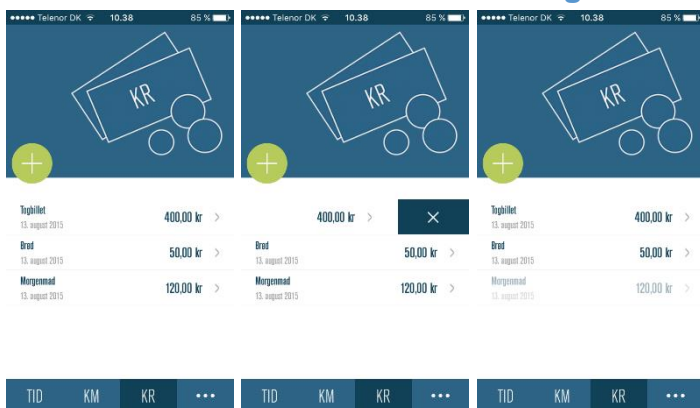 Telenor DK 10.38 85 %
KR
Togbillet 400,00 kr
13. august 2015
Brød 50,00 kr
13. august 2015
Morgenmad 120,00 kr
13. august 2015
TID KM KR •••
Telenor DK 10.38 85 %
KR
400,00 kr
Brød 50,00 kr
13. august 2015
Morgenmad 120,00 kr
13. august 2015
TID KM KR •••
Telenor DK 10.38 85 %
KR
Togbillet 400,00 kr
13. august 2015
Brød 50,00 kr
13. august 2015
Morgenmad 120,00 kr
13. august 2015
TID KM KR •••